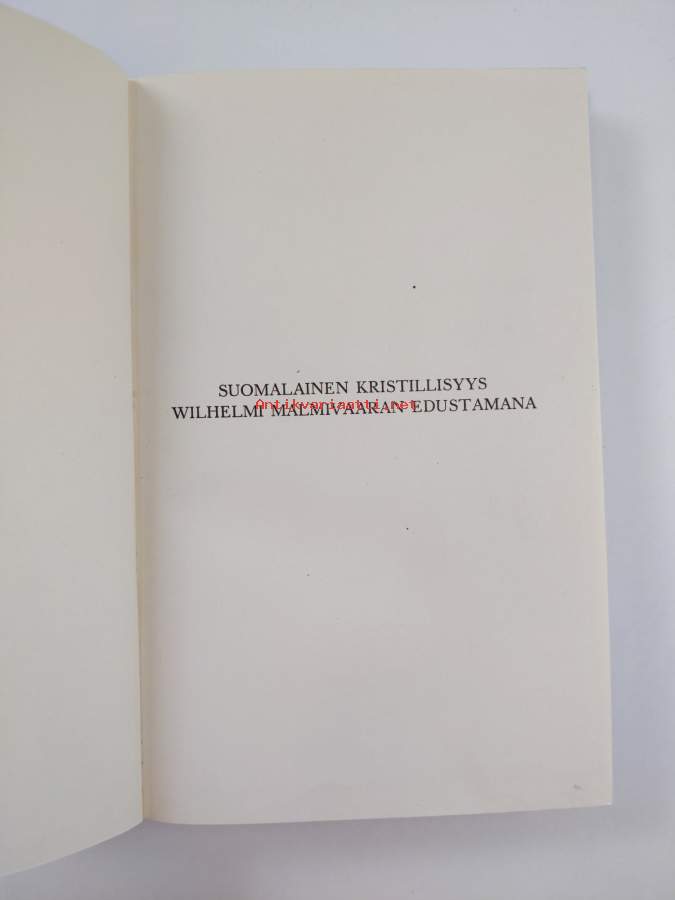 SUOMALAINEN KRISTILLISYYS
WILHELMI MALMIVAARAN EDUSTAMANA
Antikvariaatti.net